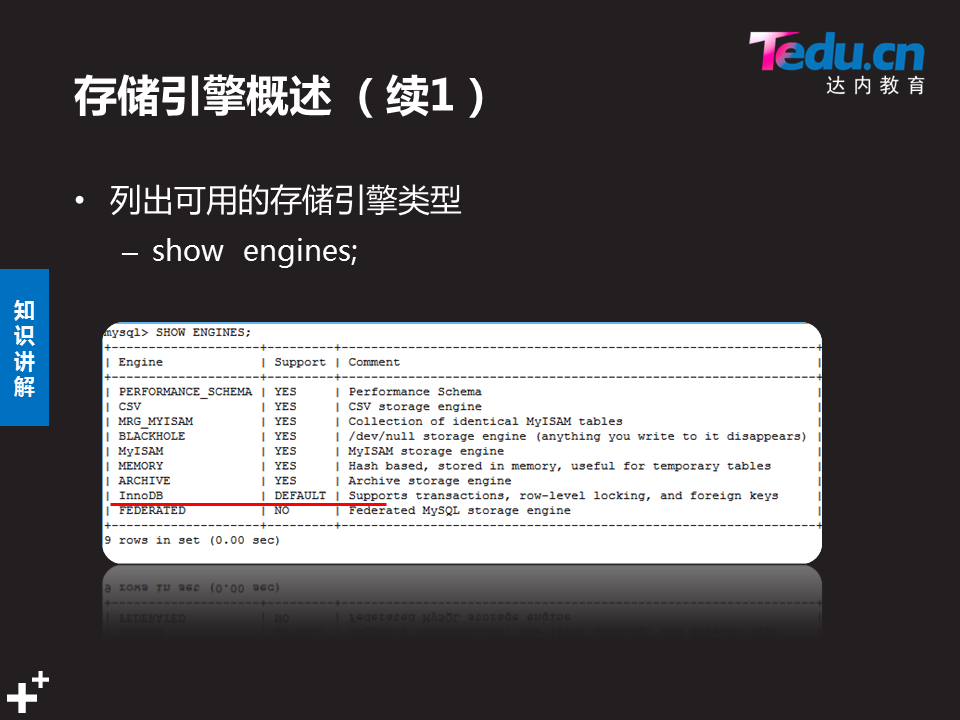 Tedu.cn
达内教育
存储引擎概述 （续1）
• 列出可用的存储引擎类型
– show engines;
知识讲解
mysql> SHOW ENGINES;
+--------------------+---------+----------------------------------------------------------------+
| Engine             | Support | Comment                                                        |
+--------------------+---------+----------------------------------------------------------------+
| PERFORMANCE_SCHEMA | YES     | Performance Schema                                             |
| CSV                | YES     | CSV storage engine                                             |
| MRG_MYISAM         | YES     | Collection of identical MyISAM tables                          |
| BLACKHOLE          | YES     | /dev/null storage engine (anything you write to it disappears) |
| MyISAM             | YES     | MyISAM storage engine                                          |
| MEMORY             | YES     | Hash based, stored in memory, useful for temporary tables      |
| ARCHIVE            | YES     | Archive storage engine                                         |
| InnoDB             | DEFAULT | Supports transactions, row-level locking, and foreign keys     |
| FEDERATED          | NO      | Federated MySQL storage engine                                 |
+--------------------+---------+----------------------------------------------------------------+
9 rows in set (0.00 sec)